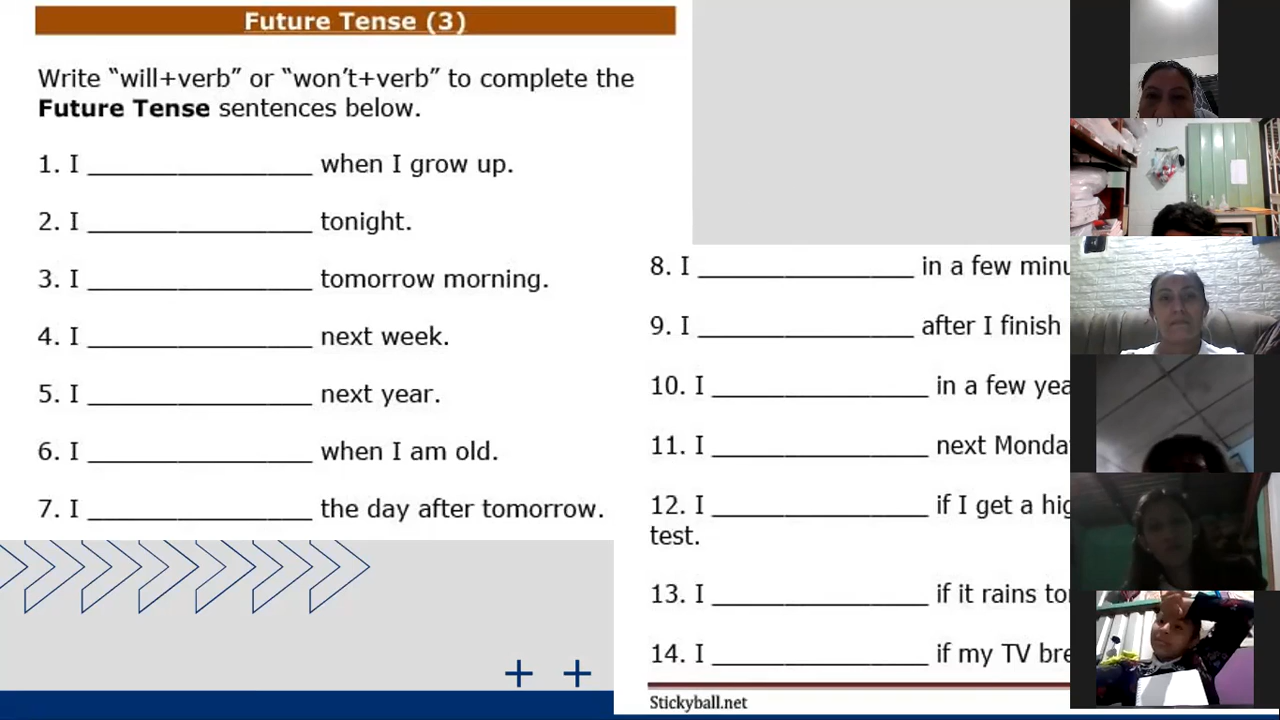 Future Tense (3)
Write “will+verb” or “won’t+verb” to complete the
Future Tense sentences below.
1. I ________________ when I grow up.
2. I ________________ tonight.
3. I ________________ tomorrow morning.
4. I ________________ next week.
5. I ________________ next year.
6. I ________________ when I am old.
7. I ________________ the day after tomorrow.
8. I ________________ in a few
9. I ________________ after I finish
10. I ________________ in a few
11. I ________________ next
12. I ________________ if I get a
test.
13. I ________________ if it rains
14. I ________________ if my TV
Stickyball.net